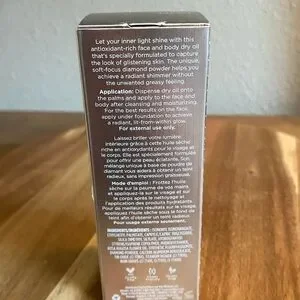 Let your inner light shine with this
antioxidant-rich face and body dry oil
that's specially formulated to capture
the look of glistening skin. The unique,
soft-focus diamond powder helps you
achieve a radiant shimmer without
the unwanted greasy feeling.
Application: Dispense dry oil onto
the palms and apply to the face and
body after cleansing and moisturizing.
For the best results on the face,
apply under foundation to achieve
a radiant, lit-from-within glow.
For external use only.
Laissez briller votre lumière
intérieure grâce à cette huile sèche
riche en antioxydants pour le visage et
le corps. Elle est spécialement formulée
pour offrir une peau éclatante. Son
mélange unique à base de poudre de
diamant vous aidera à obtenir un teint
radieux, sans impression graisseuse.
Mode d'emploi : Frottez l'huile
sèche sur la paume de vos mains
et appliquez-la sur le visage et sur
le corps après le nettoyage et
l'application des produits hydratants.
Pour de meilleurs résultats sur le visage,
appliquez l'huile sèche sous le fond de
teint afin d'obtenir un teint radieux.
Pour usage externe seulement.
INGREDIENTS/INGRÉDIENTS: